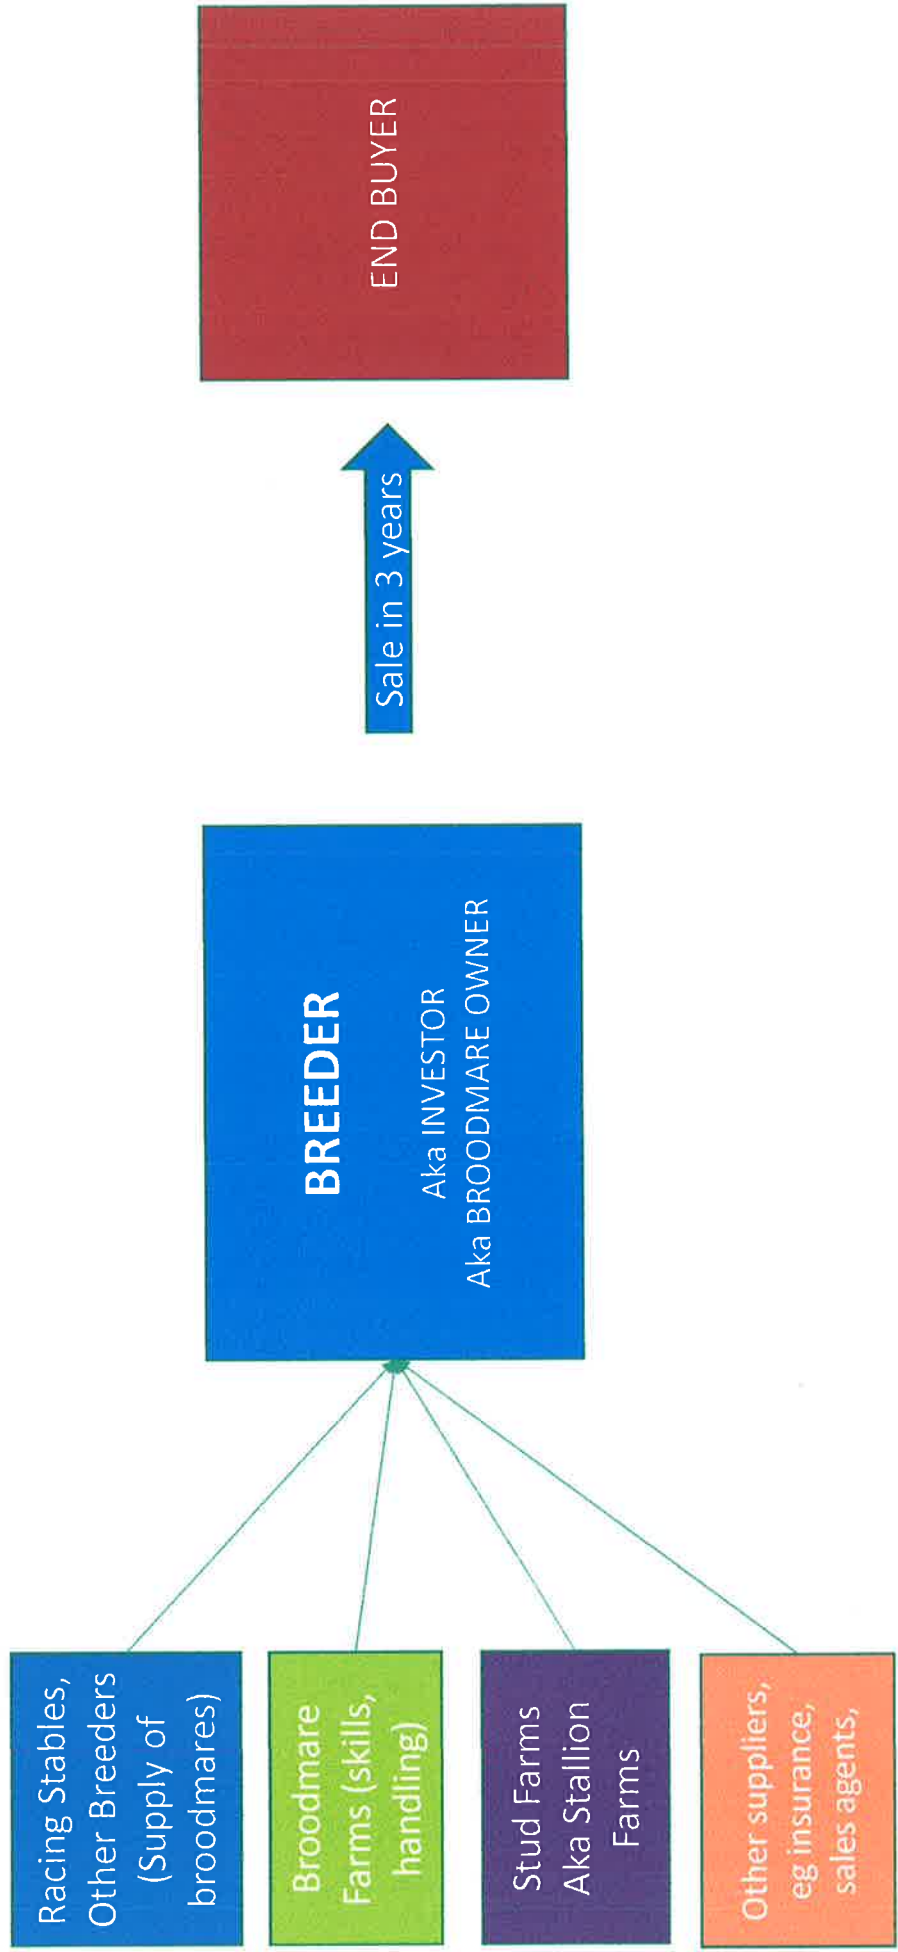 Racing Stables,
Other Breeders
(Supply of
broodmares)
Broodmare
Farms (skills,
handling)
Stud Farms
Aka Stallion
Farms
Other suppliers,
eg insurance,
sales agents,
BREEDER
Aka INVESTOR
Aka BROODMARE OWNER
Sale in 3 years
END BUYER